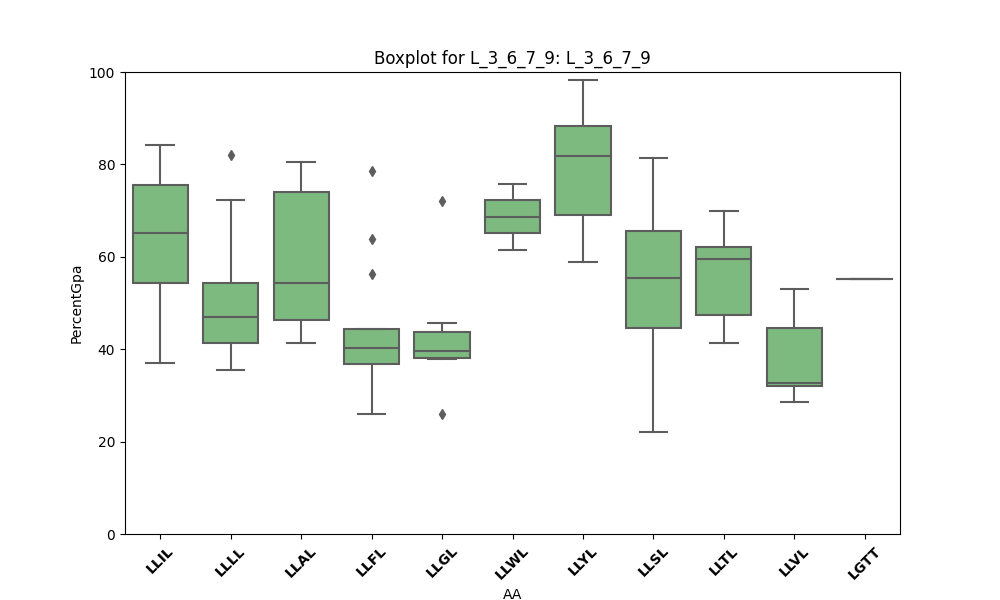 Boxplot for L_3_6_7_9: L_3_6_7_9
100
80
60
40
20
0
PercentGpa
LLIL LLLL LLAL LLFL LLGL LLWL LLYL LLSL LLTL LLVL LGTT
AA